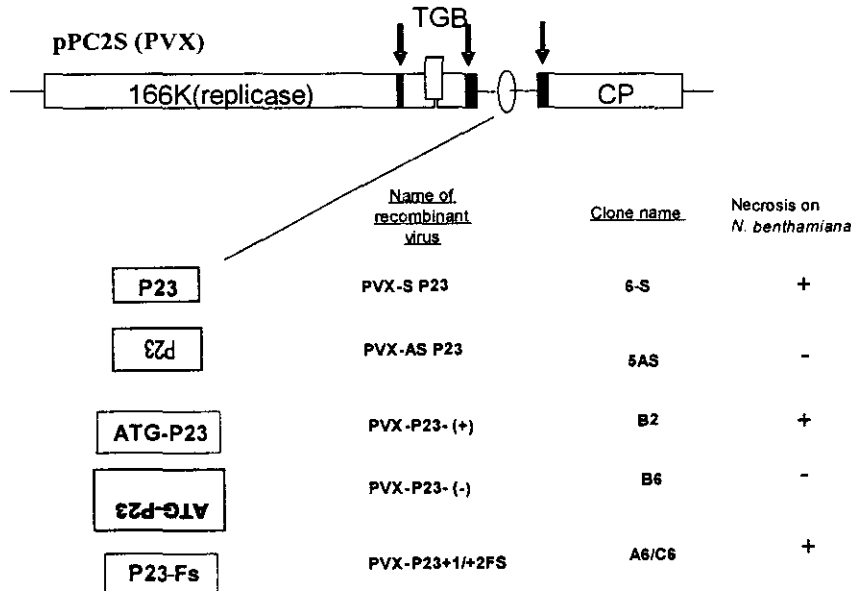 TGB
pPC2S (PVX)
166K(replicase)
CP
Name of
recombinant
virus
Clone name
Necrosis on
N. benthamiana
P23
PVX-S P23
6-S
+
P23
PVX-AS P23
5AS
-
ATG-P23
PVX-P23- (+)
B2
+
ATG-P23
PVX-P23- (-)
B6
-
P23-Fs
PVX-P23+1/+2FS
A6/C6
+